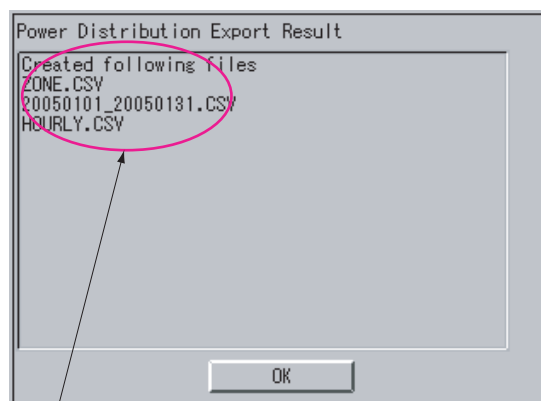 Power Distribution Export Result
Created following files
ZONE.CSV
20050101_20050131.CSV
HOURLY.CSV
OK